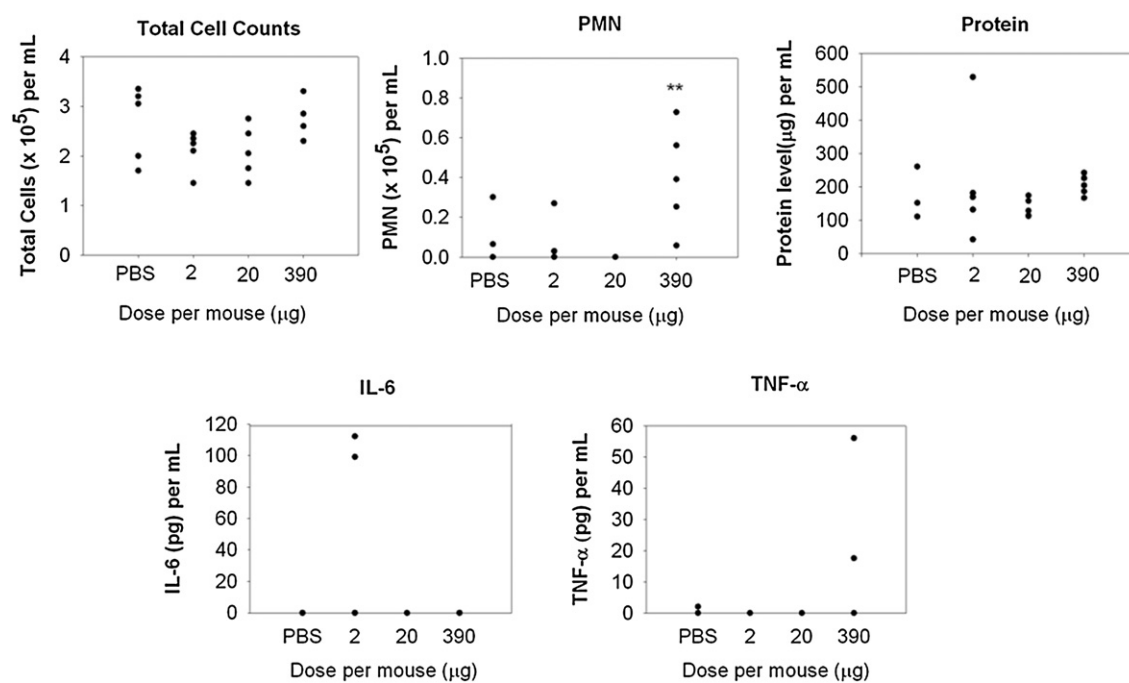 Total Cell Counts
Total Cells (x 10⁵) per mL
4
3
2
1
0
PBS 2 20 390
Dose per mouse (μg)
PMN
PMN (x 10⁵) per mL
1.0
0.8
0.6
0.4
0.2
0.0
**
PBS 2 20 390
Dose per mouse (μg)
Protein
Protein level(μg) per mL
600
500
400
300
200
100
0
PBS 2 20 390
Dose per mouse (μg)
IL-6
IL-6 (pg) per mL
120
100
80
60
40
20
0
PBS 2 20 390
Dose per mouse (μg)
TNF-α
TNF-α (pg) per mL
60
50
40
30
20
10
0
PBS 2 20 390
Dose per mouse (μg)